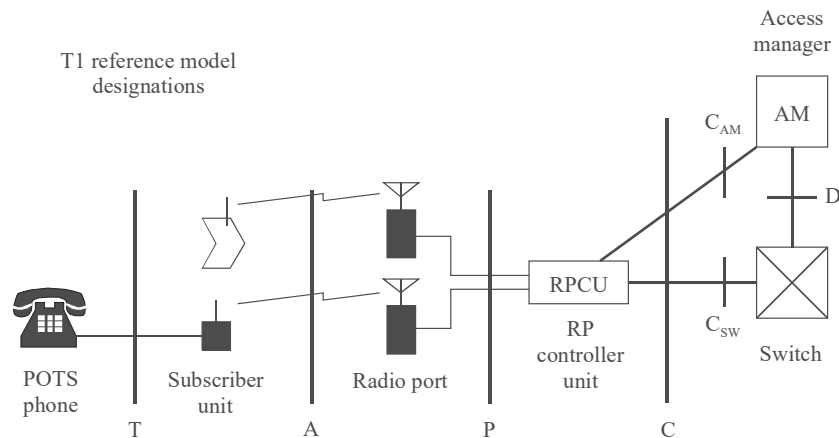 Access
manager
T1 reference model
designations
AM
C_AM
D
RPCU
C_SW
RP
controller
unit
Switch
POTS
phone
Subscriber
unit
Radio port
T
A
P
C